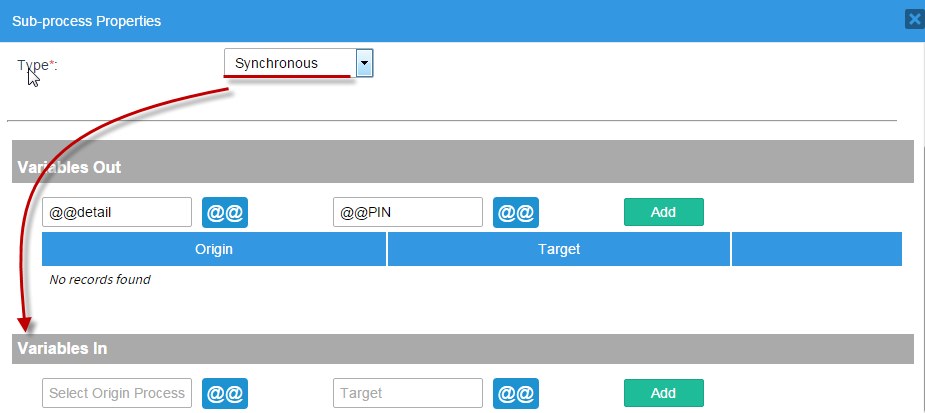 Sub-process Properties
Type*:
Synchronous
Variables Out
@@detail @@ @@PIN @@ Add
Origin Target
No records found
Variables In
Select Origin Process @@ Target @@ Add